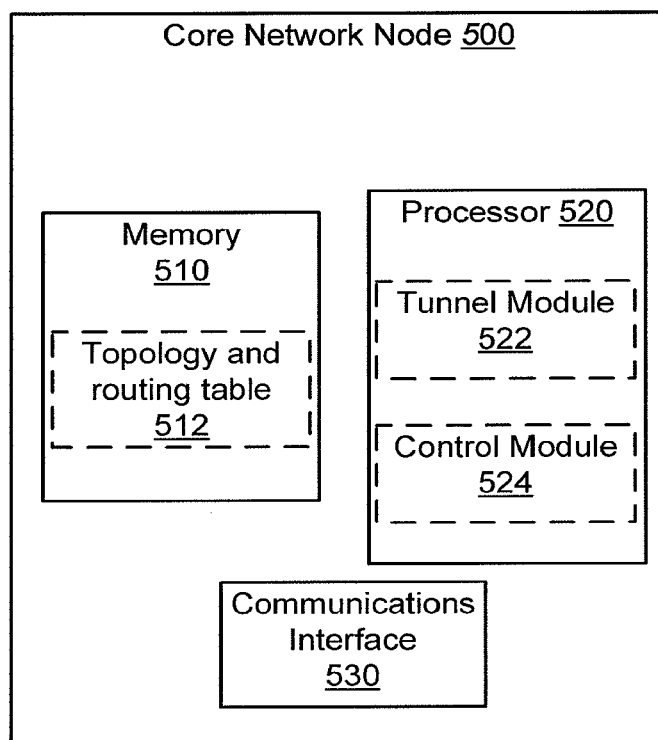 Core Network Node 500
Memory
510
Topology and
routing table
512
Processor 520
Tunnel Module
522
Control Module
524
Communications
Interface
530